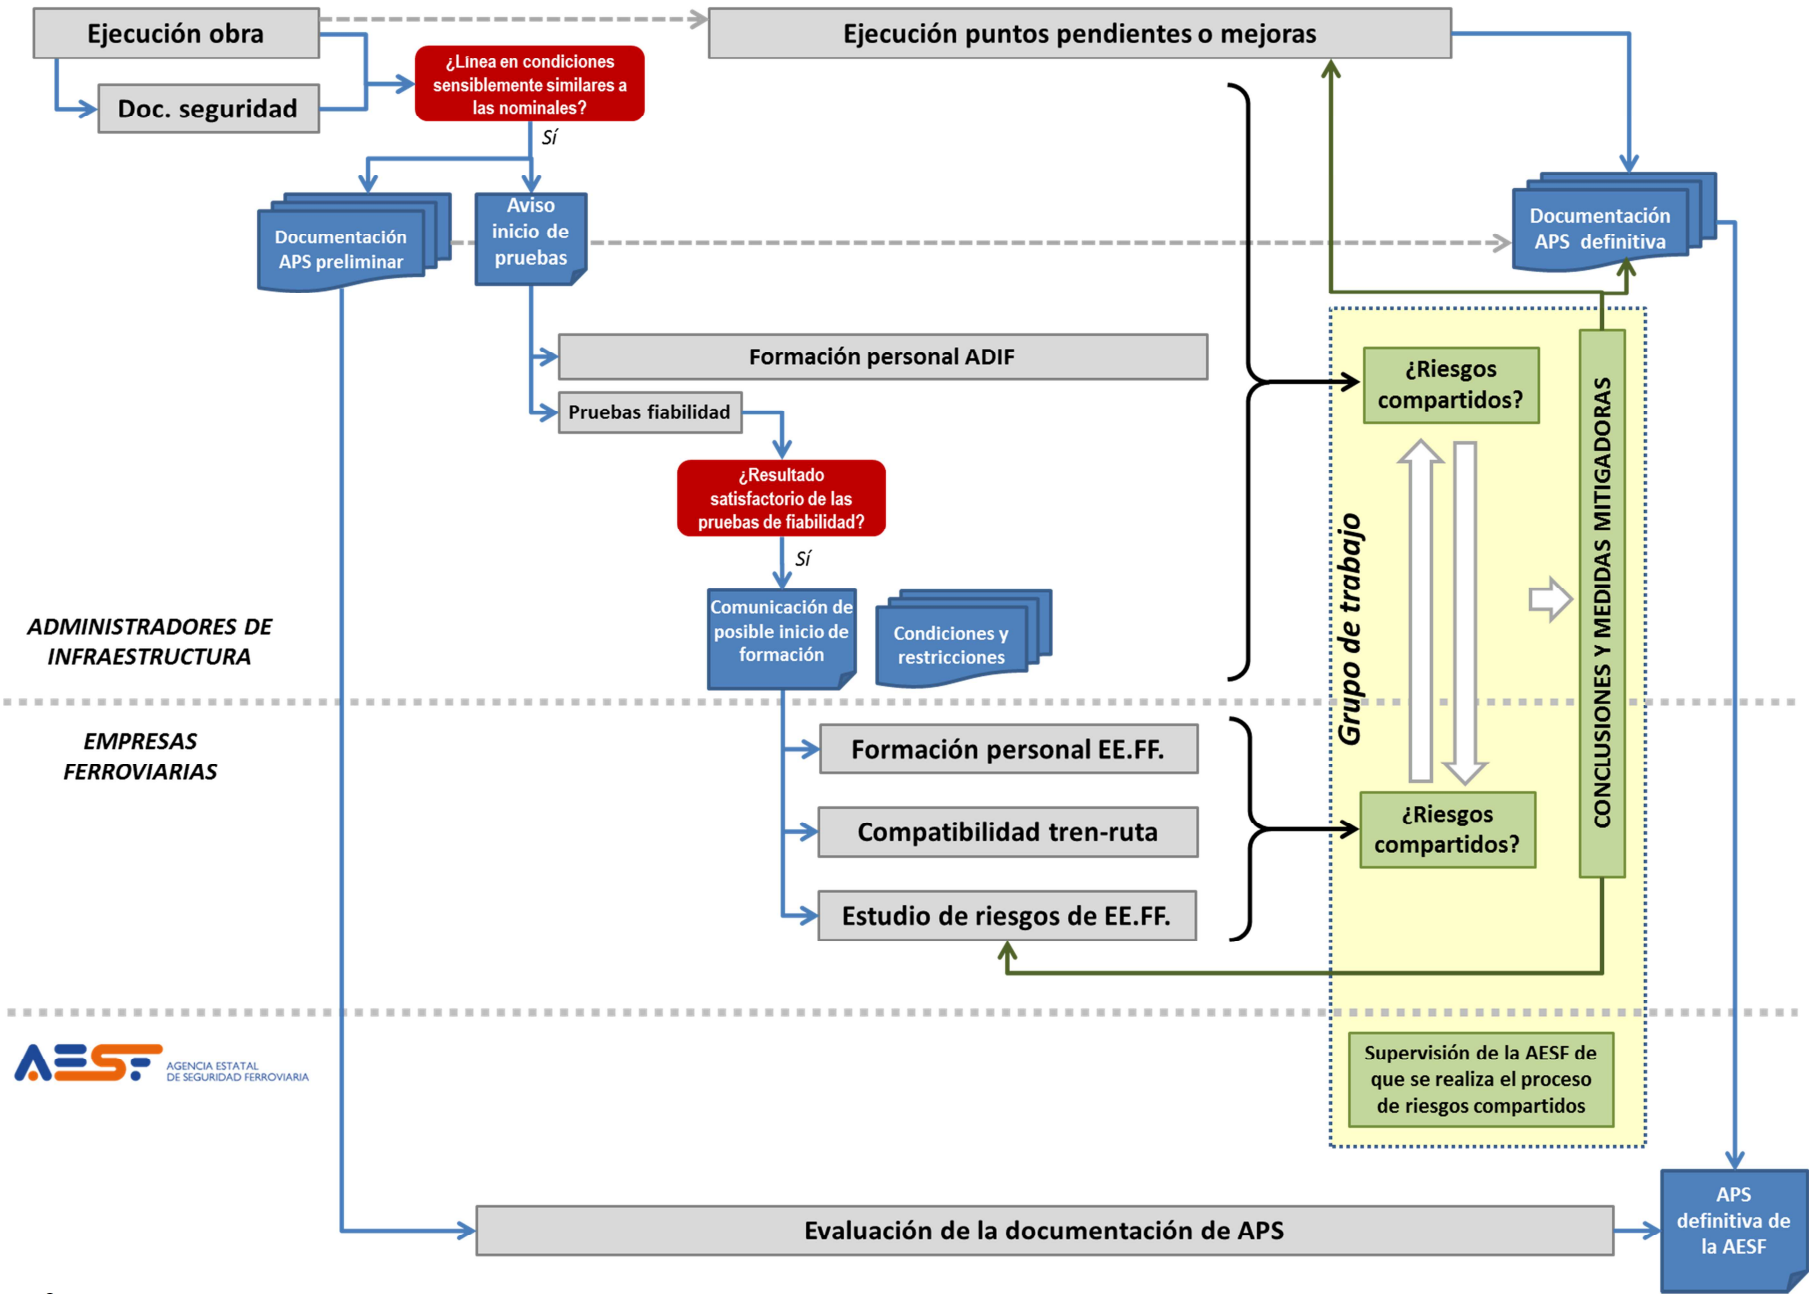 Ejecución obra
Ejecución puntos pendientes o mejoras
Doc. seguridad
¿Línea en condiciones
sensiblemente similares a
las nominales?
Sí
Documentación
APS preliminar
Aviso
inicio de
pruebas
Documentación
APS definitiva
Formación personal ADIF
Pruebas fiabilidad
¿Resultado
satisfactorio de las
pruebas de fiabilidad?
Sí
Comunicación de
posible inicio de
formación
Condiciones y
restricciones
¿Riesgos
compartidos?
Grupo de trabajo
CONCLUSIONES Y MEDIDAS MITIGADORAS
ADMINISTRADORES DE
INFRAESTRUCTURA
EMPRESAS
FERROVIARIAS
Formación personal EE.FF.
Compatibilidad tren-ruta
Estudio de riesgos de EE.FF.
¿Riesgos
compartidos?
AESF
AGENCIA ESTATAL
DE SEGURIDAD FERROVIARIA
Supervisión de la AESF de
que se realiza el proceso
de riesgos compartidos
Evaluación de la documentación de APS
APS
definitiva de
la AESF